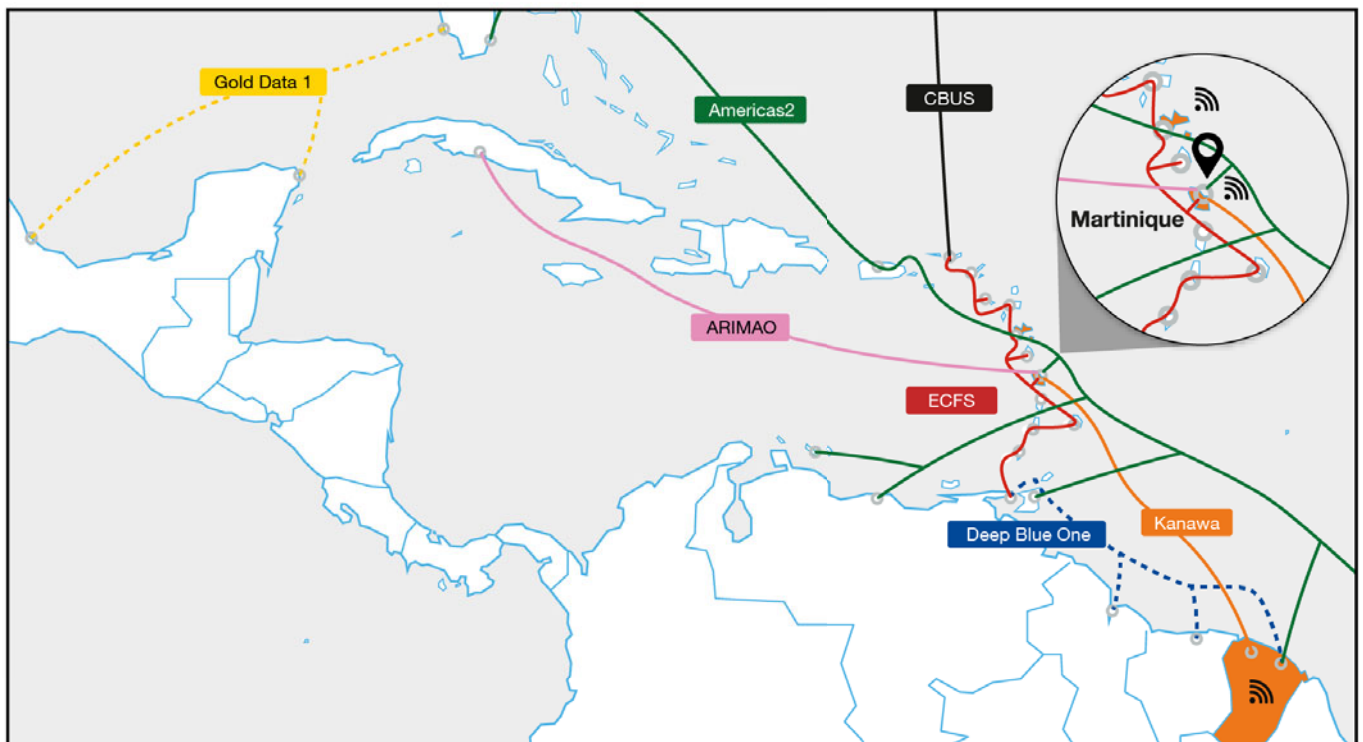 Gold Data 1
Americas2
CBUS
Martinique
ARIMAO
ECFS
Deep Blue One
Kanawa